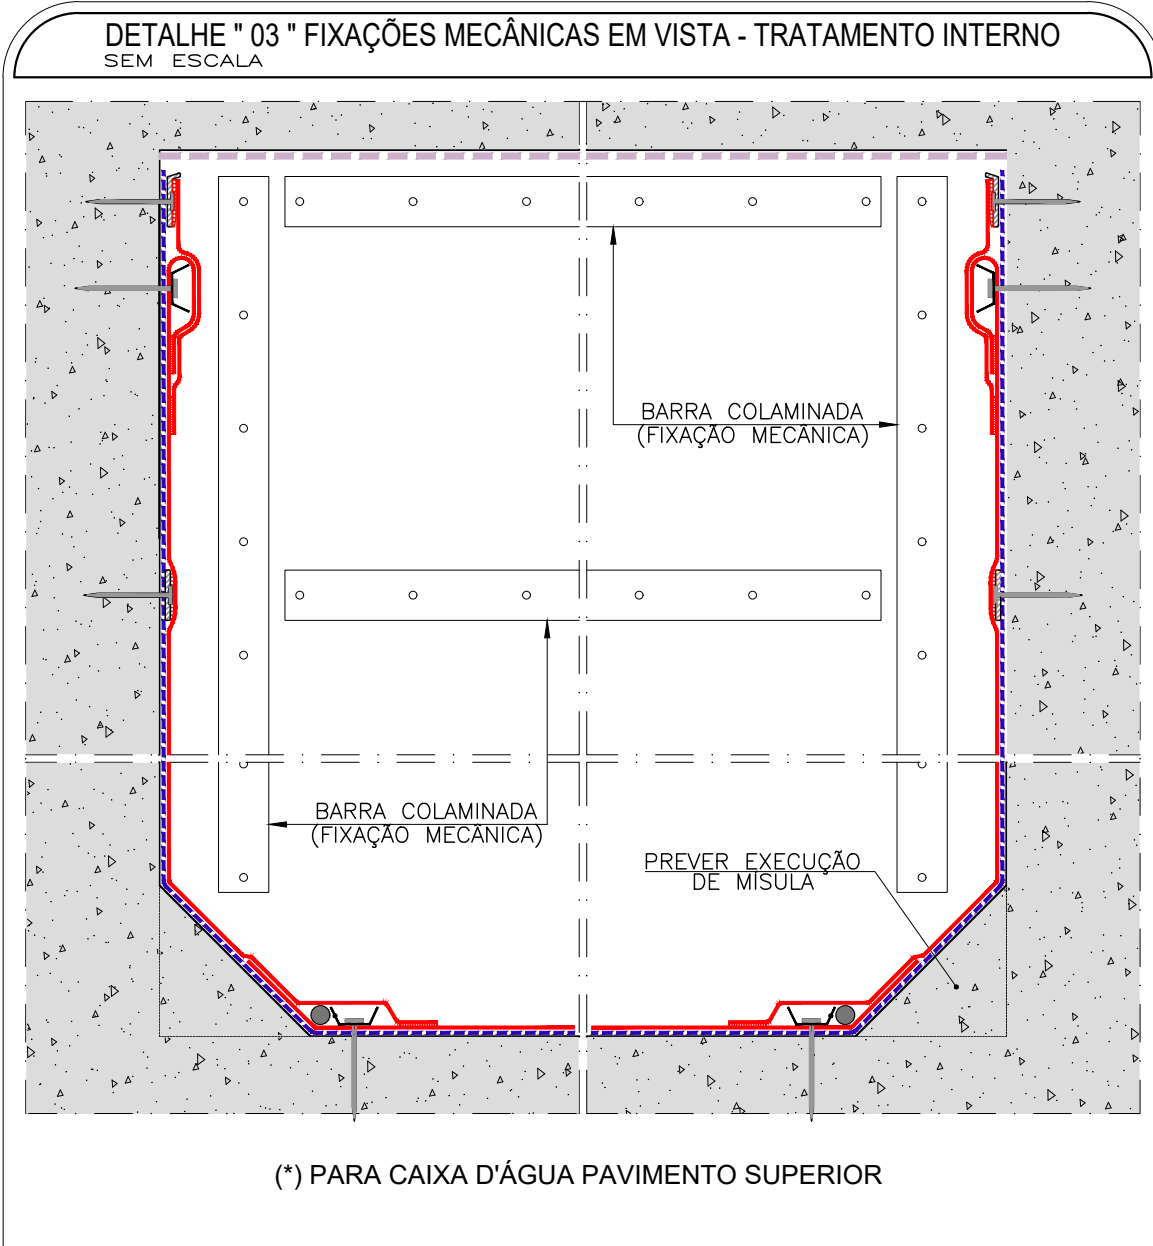 DETALHE " 03 " FIXAÇÕES MECÂNICAS EM VISTA - TRATAMENTO INTERNO
SEM ESCALA
BARRA COLAMINADA
(FIXAÇÃO MECÂNICA)
BARRA COLAMINADA
(FIXAÇÃO MECÂNICA)
PREVER EXECUÇÃO
DE MÍSULA
(*) PARA CAIXA D'ÁGUA PAVIMENTO SUPERIOR